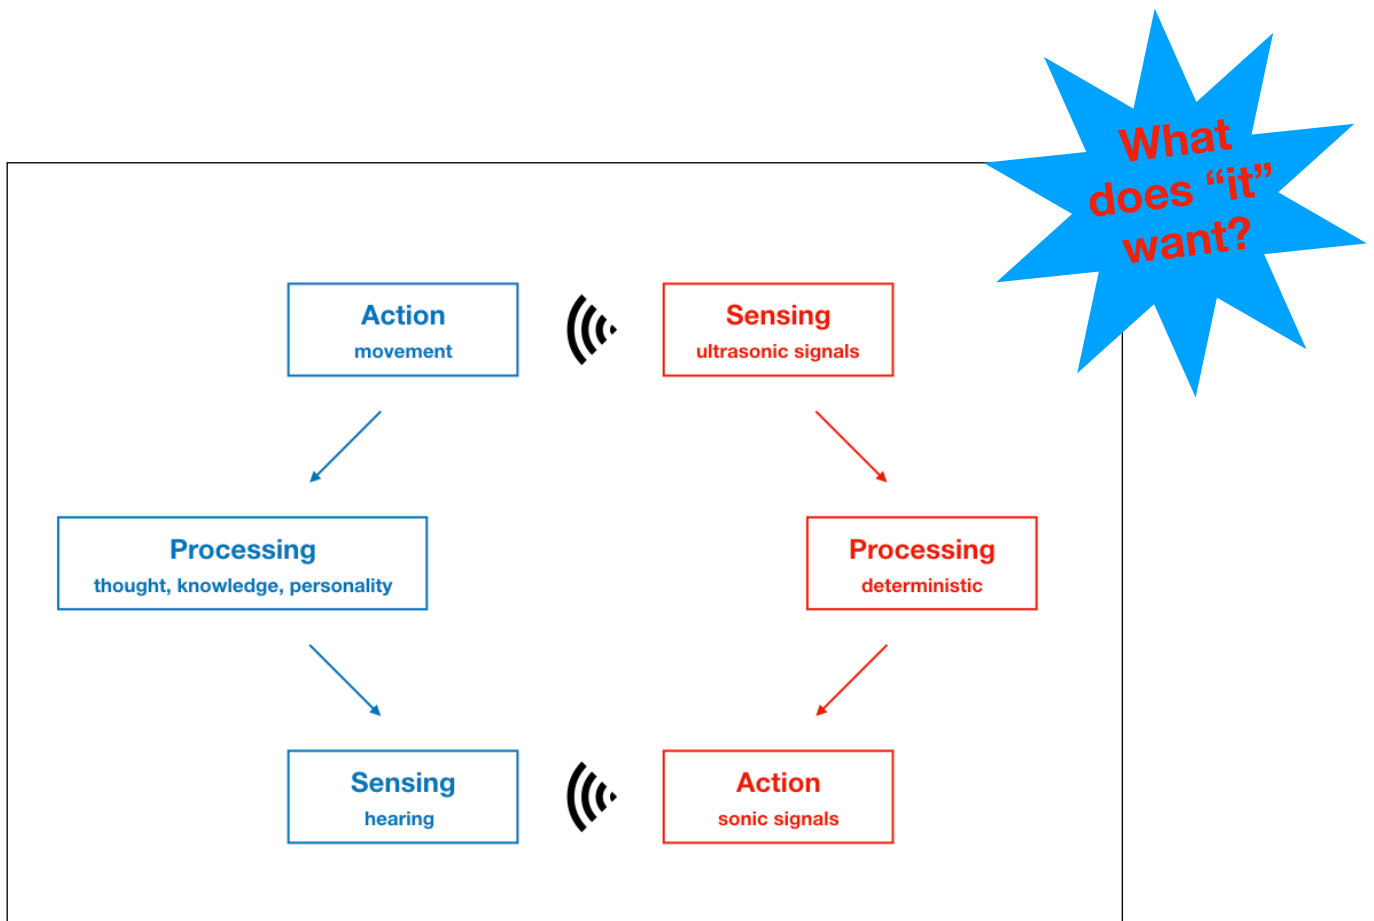 What
does “it”
want?
Action
movement
Sensing
ultrasonic signals
Processing
thought, knowledge, personality
Processing
deterministic
Sensing
hearing
Action
sonic signals